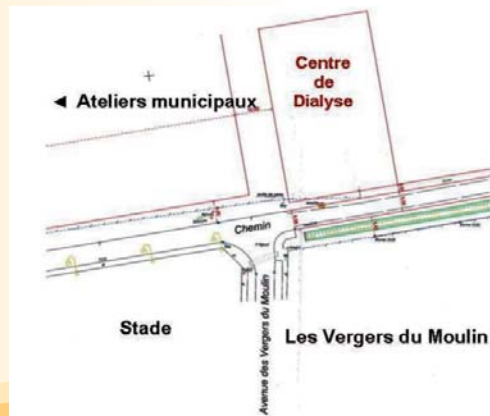 Centre
de
Dialyse
◄ Ateliers municipaux
Chemin
Stade
Avenue des Vergers du Moulin
Les Vergers du Moulin